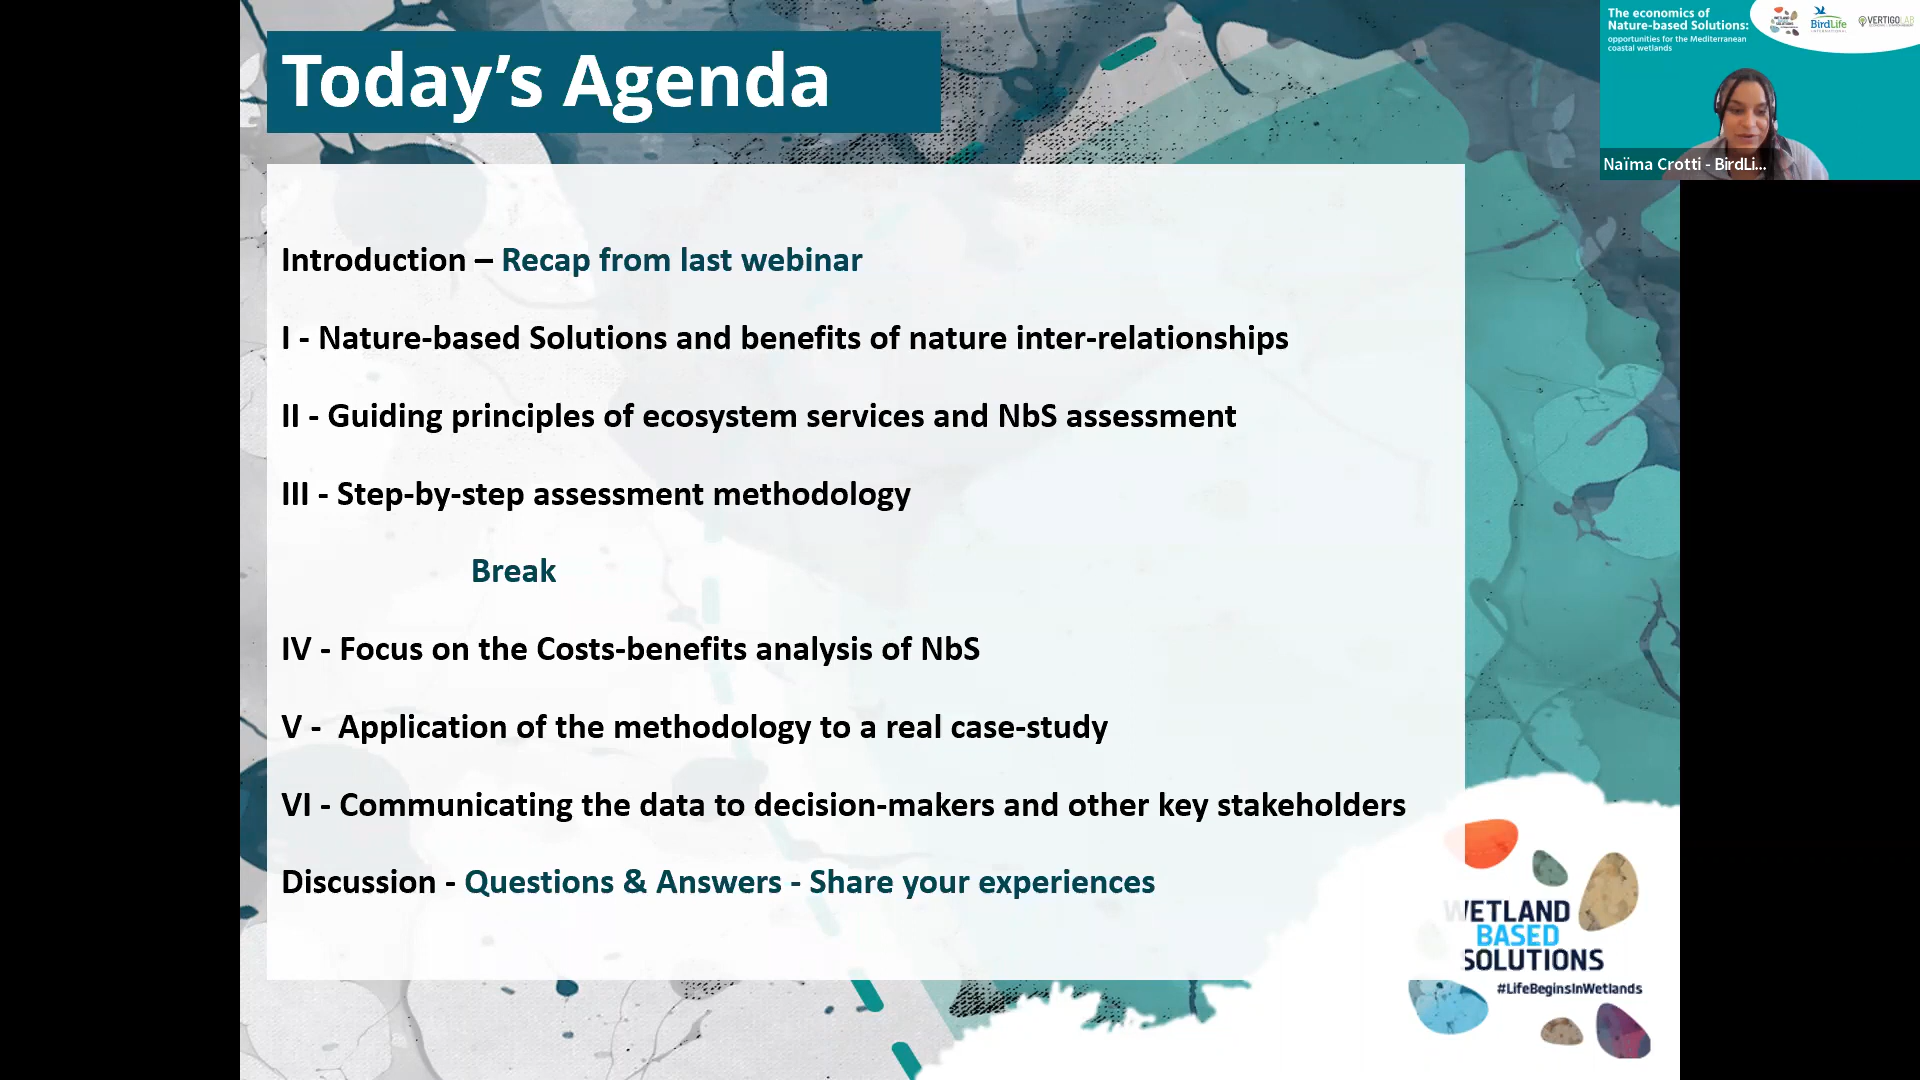 Today's Agenda
Introduction – Recap from last webinar
I - Nature-based Solutions and benefits of nature inter-relationships
II - Guiding principles of ecosystem services and NbS assessment
III - Step-by-step assessment methodology
Break
IV - Focus on the Costs-benefits analysis of NbS
V -  Application of the methodology to a real case-study
VI - Communicating the data to decision-makers and other key stakeholders
Discussion - Questions & Answers - Share your experiences
WETLAND
BASED
SOLUTIONS
#LifeBeginsInWetlands
The economics of
Nature-based Solutions:
opportunities for the Mediterranean
coastal wetlands
BirdLife
INTERNATIONAL
VERTIGOLAB
Naïma Crotti - BirdLi...